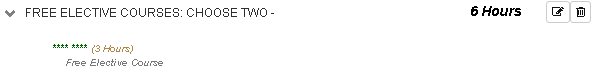 FREE ELECTIVE COURSES: CHOOSE TWO - 6 Hours
**** **** (3 Hours)
Free Elective Course